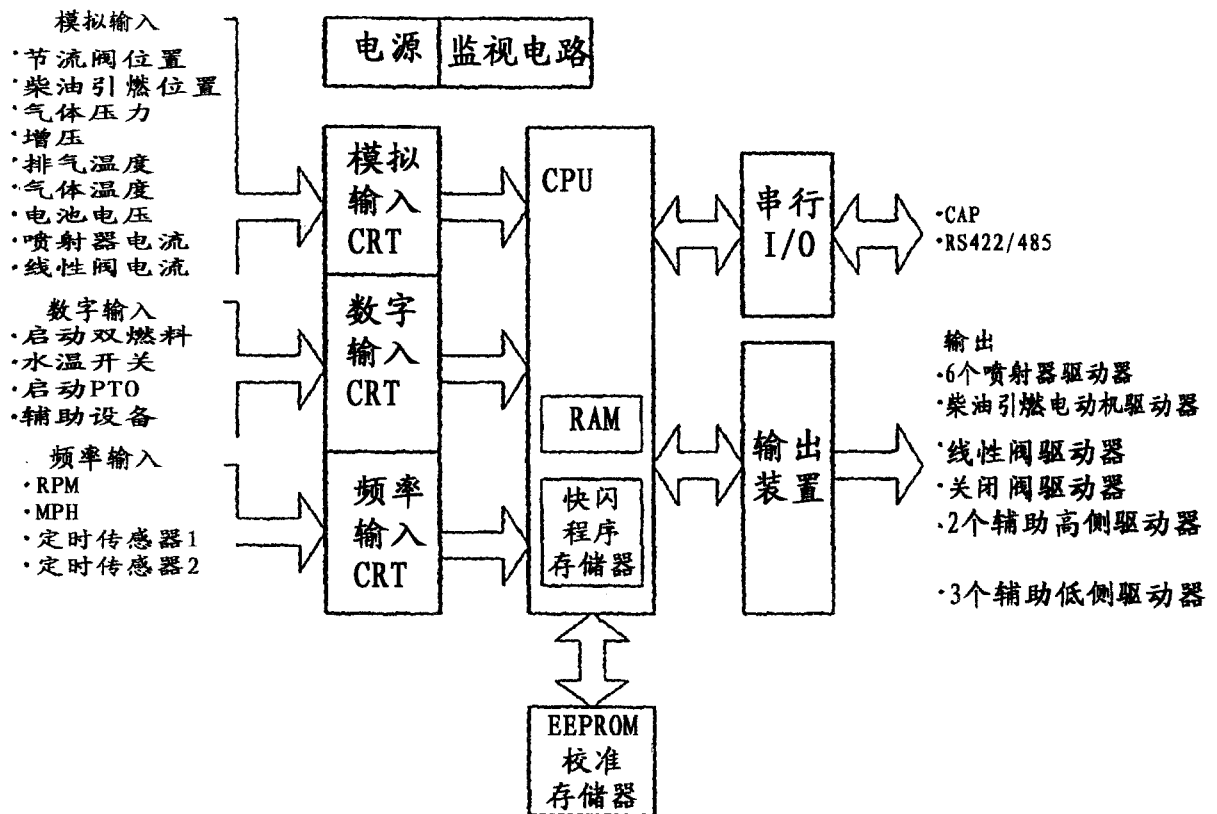 模拟输入
·节流阀位置
·柴油引燃位置
·气体压力
·增压
·排气温度
·气体温度
·电池电压
·喷射器电流
·线性阀电流
数字输入
·启动双燃料
·水温开关
·启动PTO
·辅助设备
频率输入
·RPM
·MPH
·定时传感器1
·定时传感器2
电源
监视电路
模拟
输入
CRT
数字
输入
CRT
频率
输入
CRT
CPU
RAM
快闪
程序
存储器
EEPROM
校准
存储器
串行
I/O
·CAP
·RS422/485
输出
装置
输出
·6个喷射器驱动器
·柴油引燃电动机驱动器
·线性阀驱动器
·关闭阀驱动器
·2个辅助高侧驱动器
·3个辅助低侧驱动器